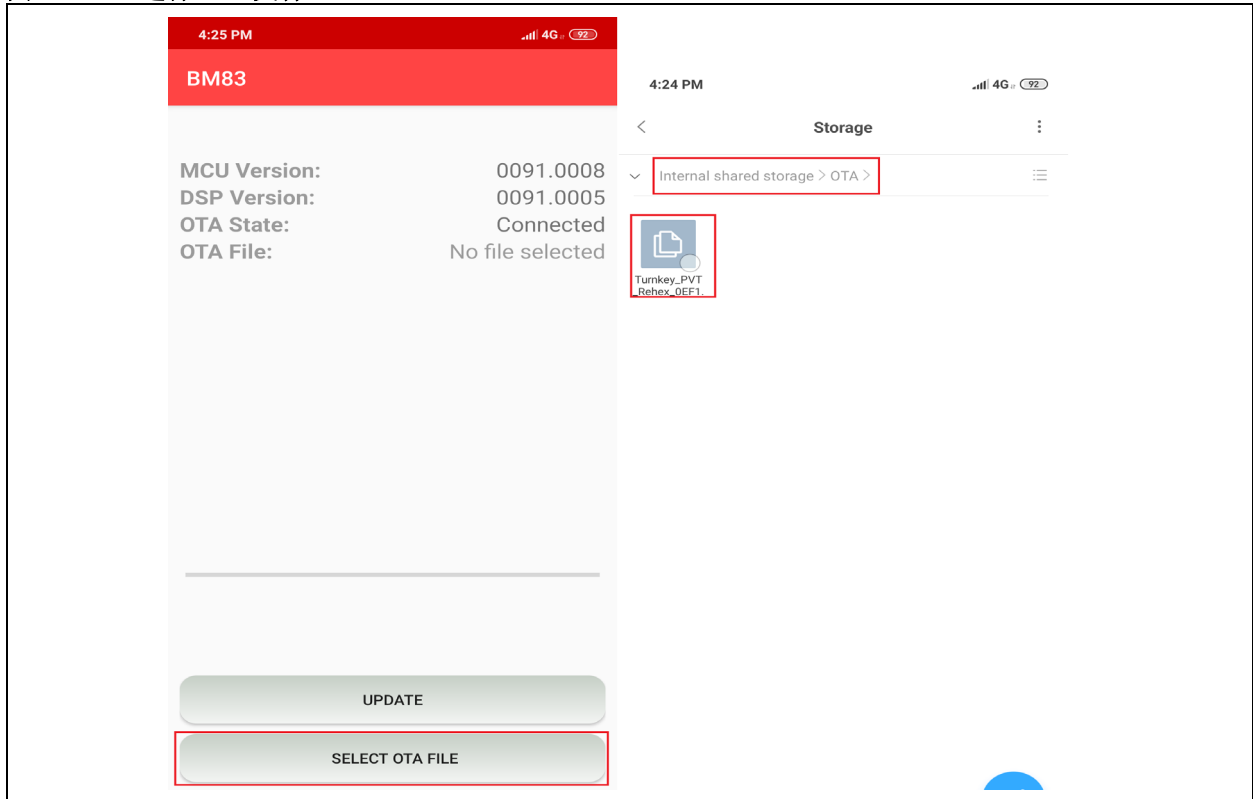 4:25 PM
4G 92
BM83
MCU Version: 0091.0008
DSP Version: 0091.0005
OTA State: Connected
OTA File: No file selected
UPDATE
SELECT OTA FILE
4:24 PM
4G 92
Storage
Internal shared storage > OTA >
Turnkey_PVT
_Rehex_0EF1.